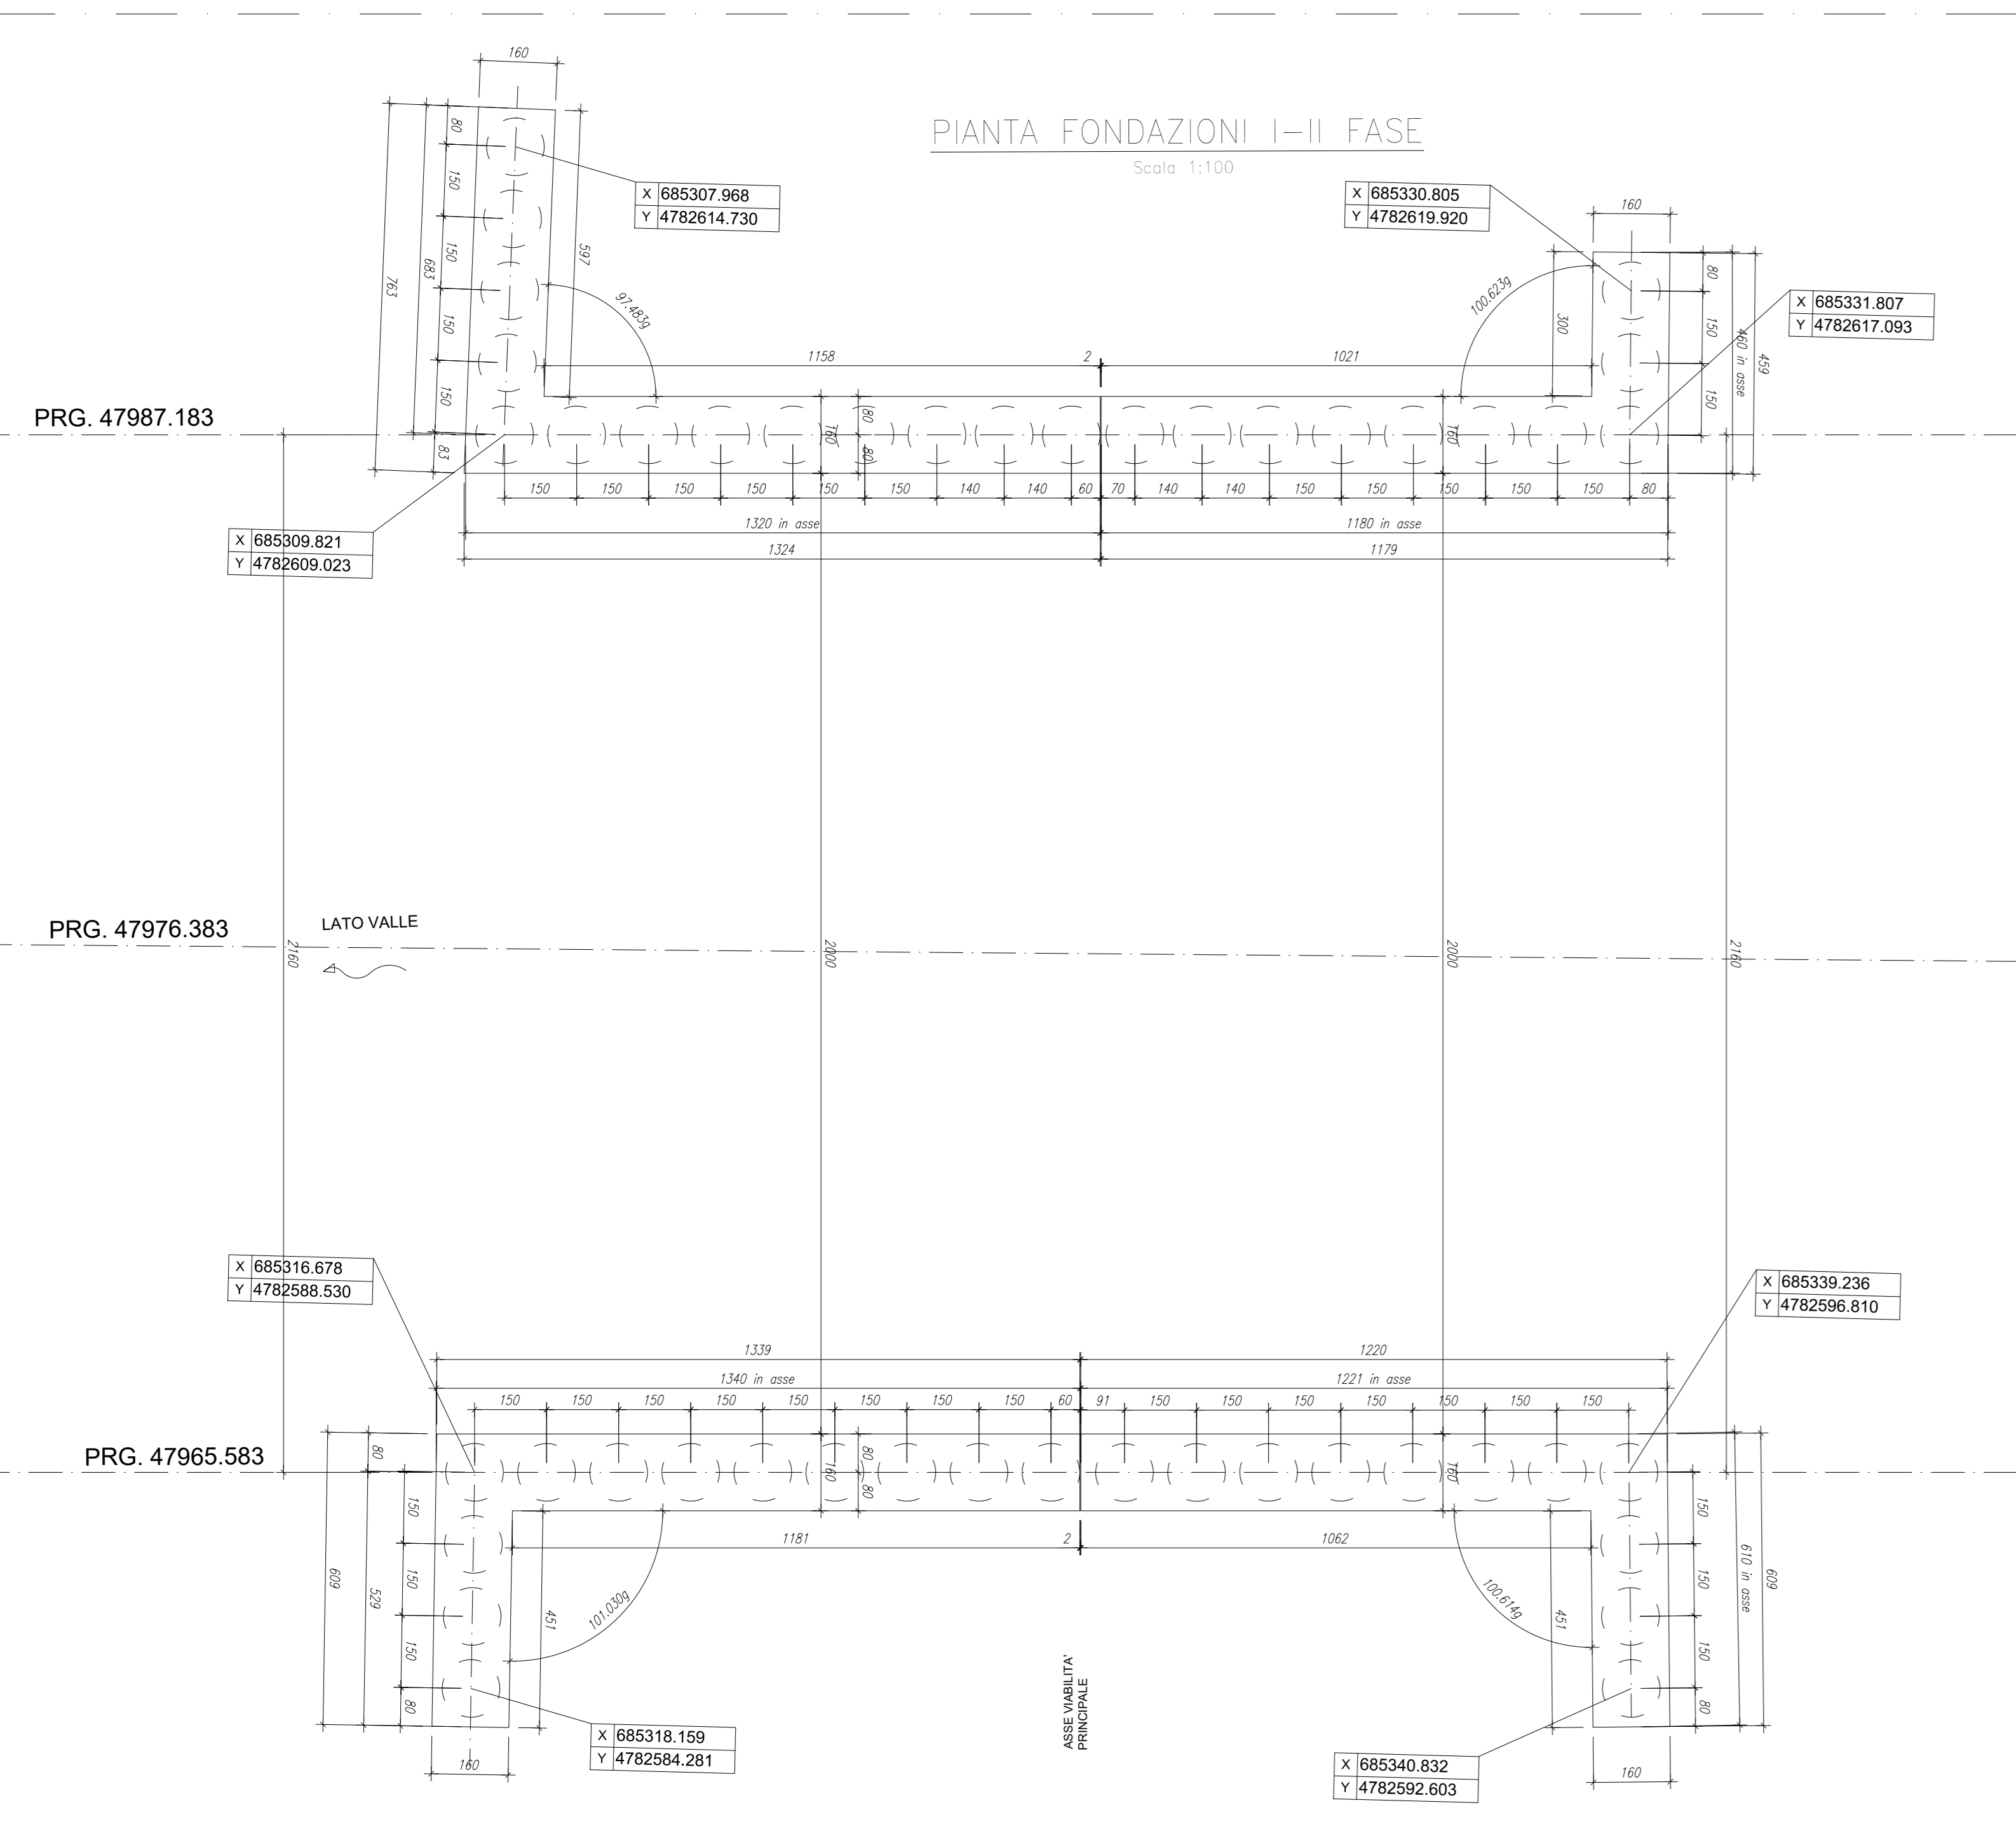 160
PIANTA FONDAZIONI I-II FASE
Scala 1:100
X 685307.968
Y 4782614.730
X 685330.805
Y 4782619.920
160
X 685331.807
Y 4782617.093
80
150
150
150
150
83
683
763
597
97.483g
100.623g
300
80
150
150
460 in asse
459
1158
2
1021
PRG. 47987.183
80
160
80
160
150
150
150
150
150
150
140
140
60
70
140
140
150
150
150
150
150
80
1320 in asse
1180 in asse
1324
1179
X 685309.821
Y 4782609.023
PRG. 47976.383
LATO VALLE
2160
2000
2000
2160
X 685316.678
Y 4782588.530
X 685339.236
Y 4782596.810
1339
1220
1340 in asse
1221 in asse
150
150
150
150
150
150
150
150
60
91
150
150
150
150
150
150
150
PRG. 47965.583
80
80
160
80
160
150
150
150
80
529
609
451
101.030g
1181
2
1062
100.614g
451
150
150
150
80
610 in asse
609
ASSE VIABILITA'
PRINCIPALE
X 685318.159
Y 4782584.281
160
X 685340.832
Y 4782592.603
160